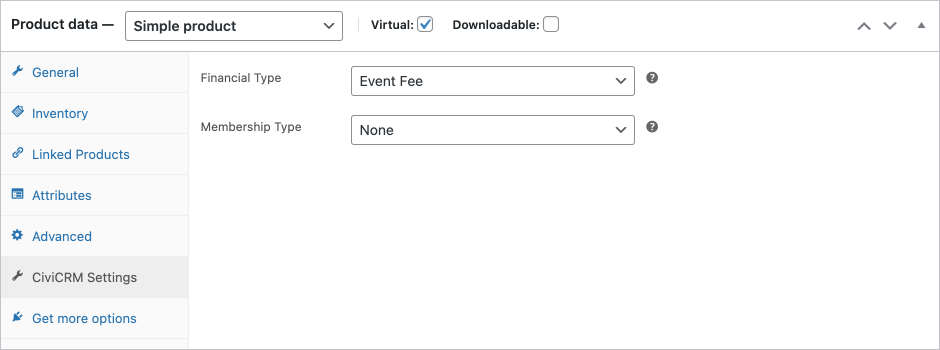 Product data — Simple product Virtual: Downloadable:
General
Inventory
Linked Products
Attributes
Advanced
CiviCRM Settings
Get more options
Financial Type Event Fee ?
Membership Type None ?